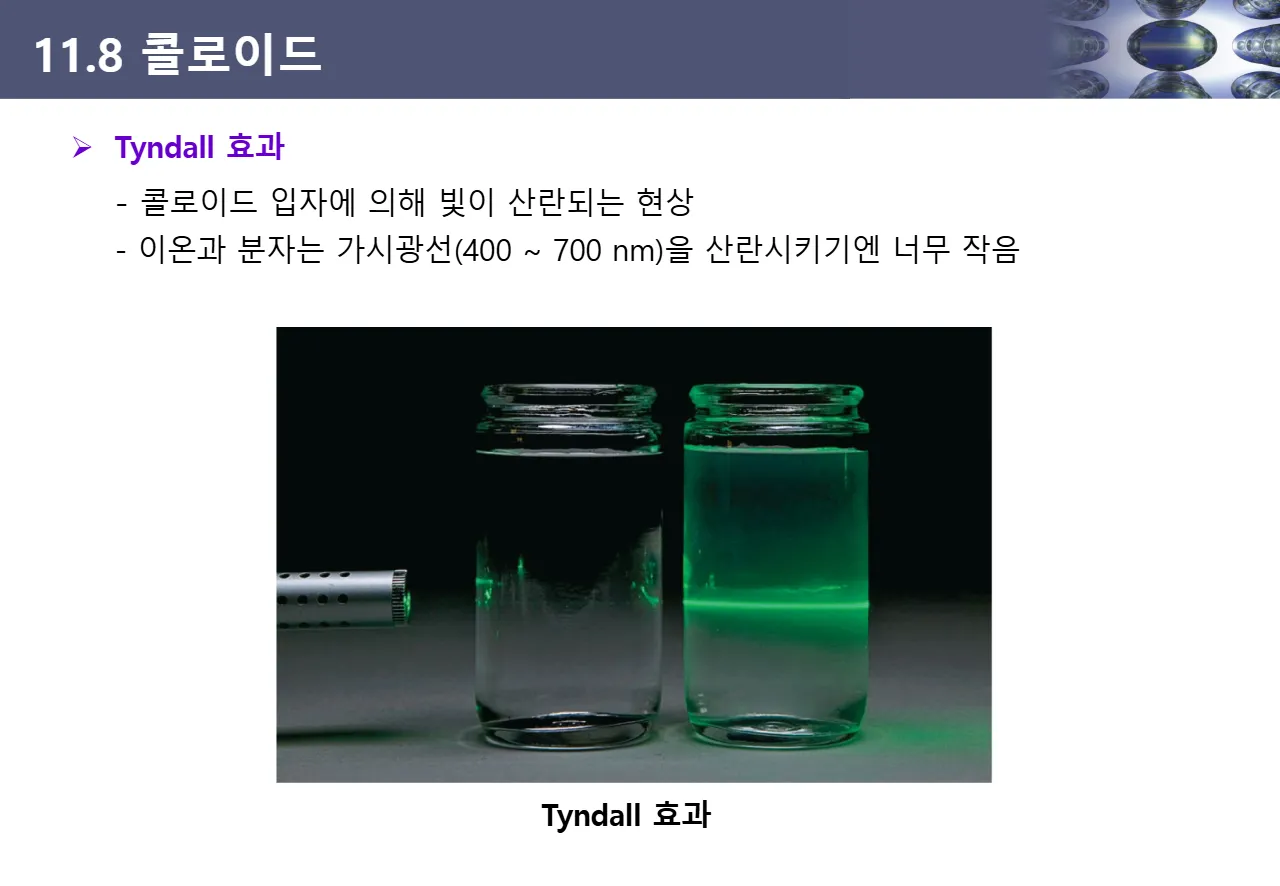 11.8 콜로이드
Tyndall 효과
- 콜로이드 입자에 의해 빛이 산란되는 현상
- 이온과 분자는 가시광선(400 ~ 700 nm)을 산란시키기엔 너무 작음
Tyndall 효과